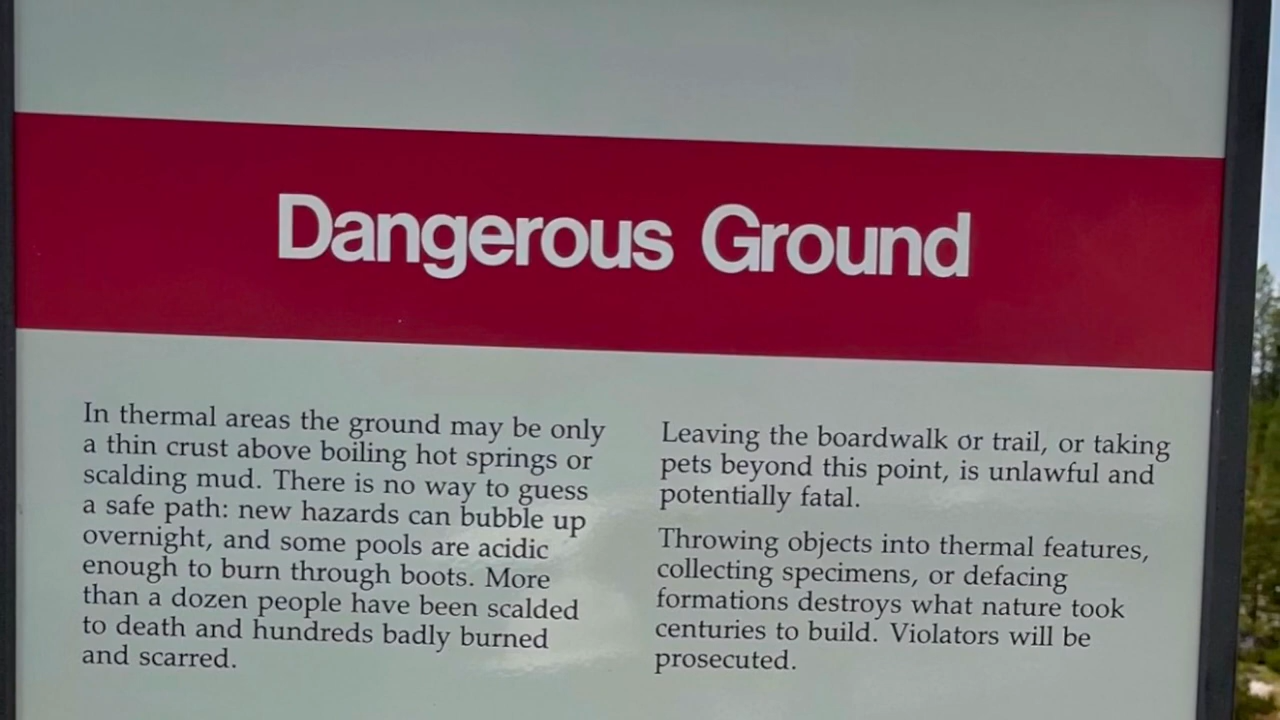 Dangerous Ground
In thermal areas the ground may be only
a thin crust above boiling hot springs or
scalding mud. There is no way to guess
a safe path: new hazards can bubble up
overnight, and some pools are acidic
enough to burn through boots. More
than a dozen people have been scalded
to death and hundreds badly burned
and scarred.
Leaving the boardwalk or trail, or taking
pets beyond this point, is unlawful and
potentially fatal.
Throwing objects into thermal features,
collecting specimens, or defacing
formations destroys what nature took
centuries to build. Violators will be
prosecuted.